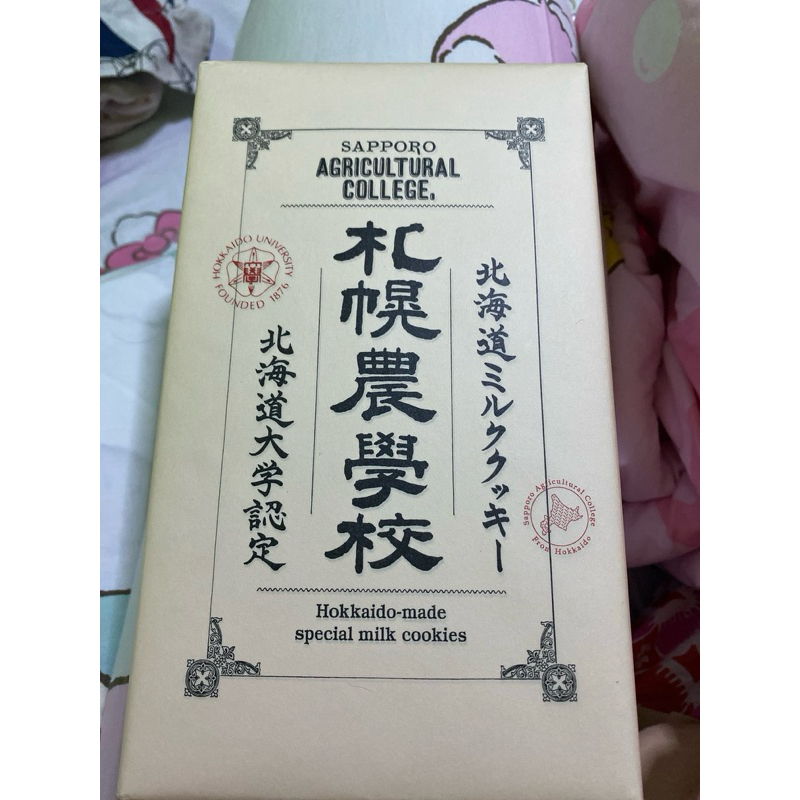 SAPPORO
AGRICULTURAL
COLLEGE.
札幌農學校
北海道ミルククッキー
HOKKAIDO UNIVERSITY
FOUNDED 1876
北海道大学認定
Sapporo Agricultural College
From Hokkaido
Hokkaido-made
special milk cookies